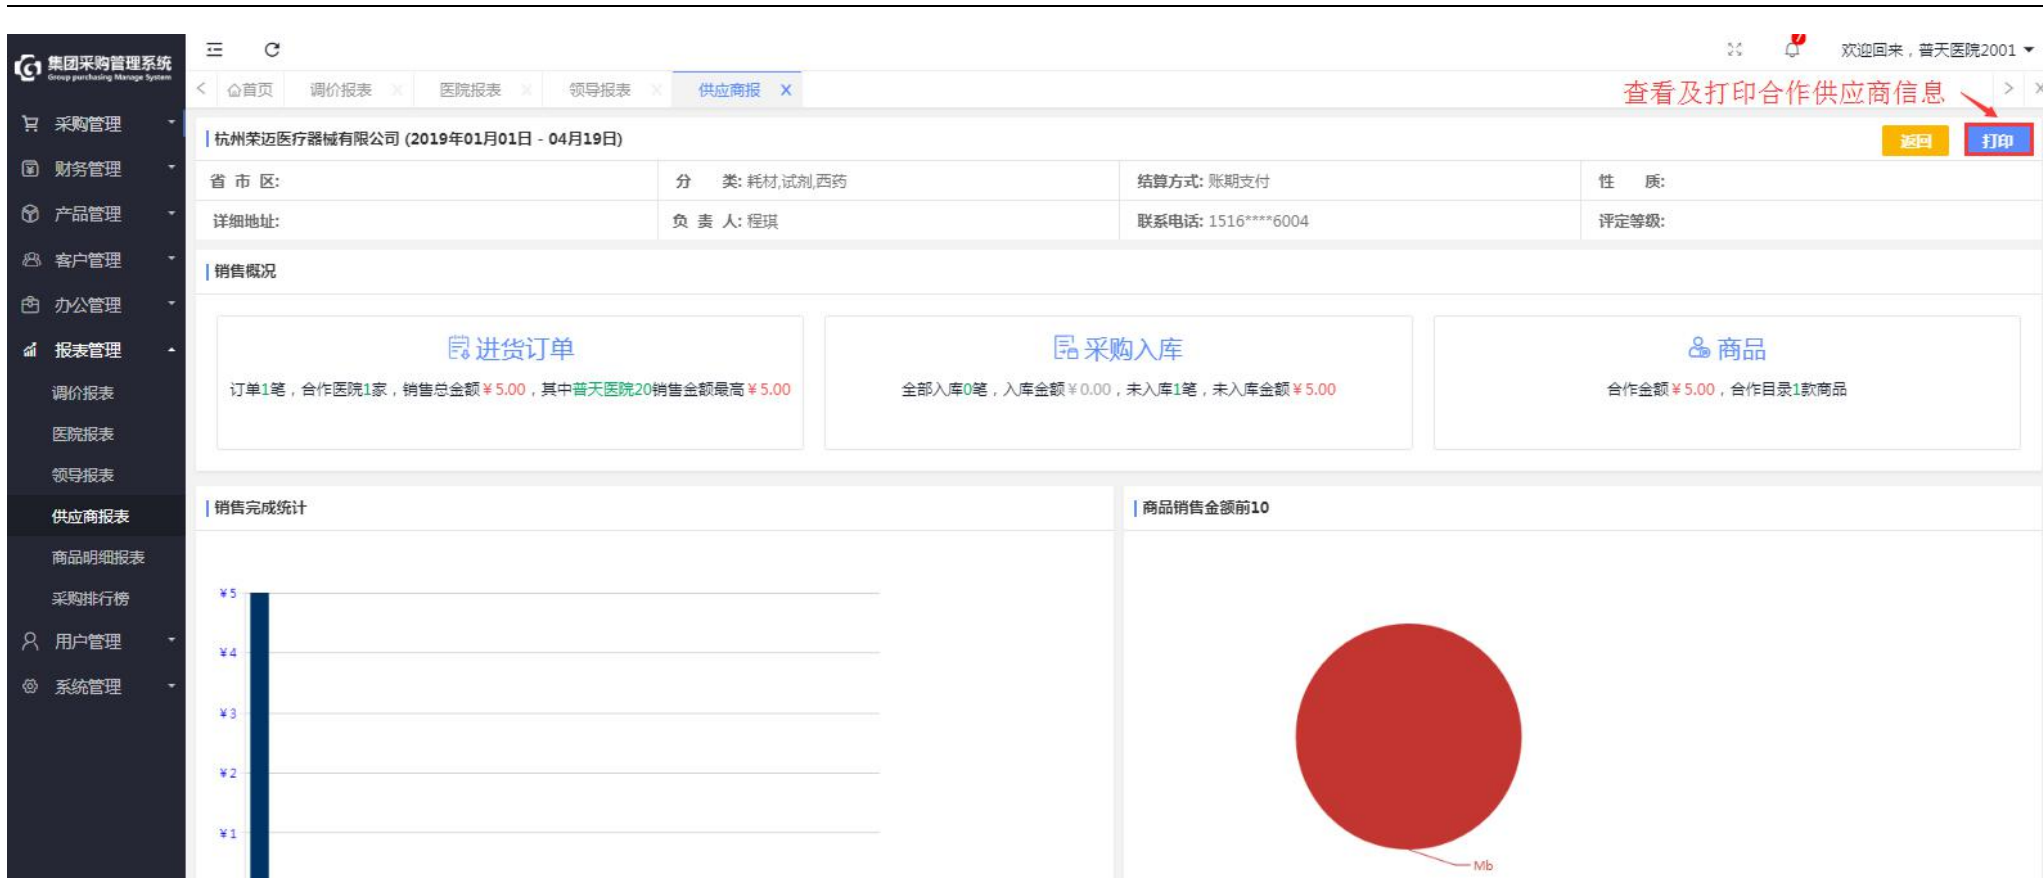 集团采购管理系统
Group purchasing Manage System
欢迎回来，普天医院2001
首页 调价报表 医院报表 领导报表 供应商报
查看及打印合作供应商信息
采购管理
财务管理
产品管理
客户管理
办公管理
报表管理
调价报表
医院报表
领导报表
供应商报表
商品明细报表
采购排行榜
用户管理
系统管理
杭州荣迈医疗器械有限公司 (2019年01月01日 - 04月19日)
返回 打印
省 市 区: 分 类: 耗材,试剂,西药 结算方式: 账期支付 性 质:
详细地址: 负 责 人: 程琪 联系电话: 1516****6004 评定等级:
销售概况
进货订单
订单1笔，合作医院1家，销售总金额￥5.00，其中普天医院20销售金额最高￥5.00
采购入库
全部入库0笔，入库金额￥0.00，未入库1笔，未入库金额￥5.00
商品
合作金额￥5.00，合作目录1款商品
销售完成统计
￥5
￥4
￥3
￥2
￥1
商品销售金额前10
Mb